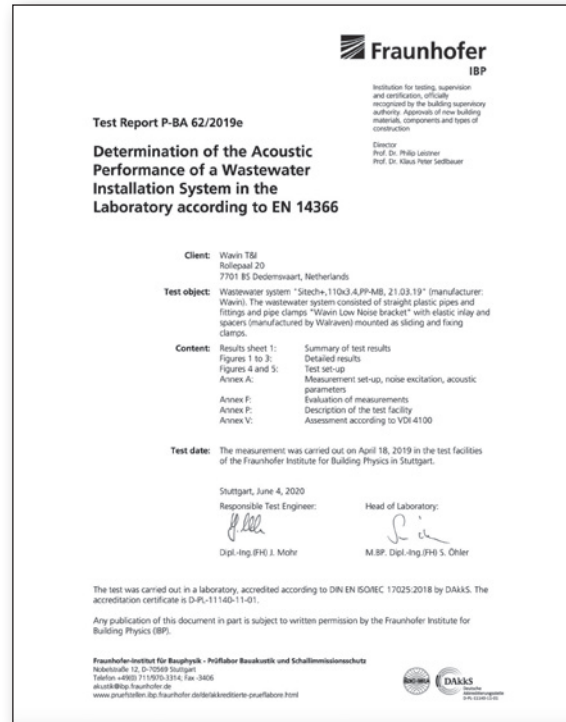 Fraunhofer
IBP
Institution for testing, supervision
and certification, officially
recognized by the building supervisory
authority. Approvals of new building
materials, components and types of
construction
Director
Prof. Dr. Philip Leistner
Prof. Dr. Klaus Peter Sedlbauer
Test Report P-BA 62/2019e
Determination of the Acoustic
Performance of a Wastewater
Installation System in the
Laboratory according to EN 14366
Client: Wavin T&I
Rollepaal 20
7701 BS Dedemsvaart, Netherlands
Test object: Wastewater system "Sitech+,110x3.4,PP-MB, 21.03.19" (manufacturer:
Wavin). The wastewater system consisted of straight plastic pipes and
fittings and pipe clamps "Wavin Low Noise bracket" with elastic inlay and
spacers (manufactured by Walraven) mounted as sliding and fixing
clamps.
Content: Results sheet 1: Summary of test results
Figures 1 to 3: Detailed results
Figures 4 and 5: Test set-up
Annex A: Measurement set-up, noise excitation, acoustic
parameters
Annex F: Evaluation of measurements
Annex P: Description of the test facility
Annex V: Assessment according to VDI 4100
Test date: The measurement was carried out on April 18, 2019 in the test facilities
of the Fraunhofer Institute for Building Physics in Stuttgart.
Stuttgart, June 4, 2020
Responsible Test Engineer: Head of Laboratory:
Dipl.-Ing.(FH) J. Mohr M.BP. Dipl.-Ing.(FH) S. Öhler
The test was carried out in a laboratory, accredited according to DIN EN ISO/IEC 17025:2018 by DAkkS. The
accreditation certificate is D-PL-11140-11-01.
Any publication of this document in part is subject to written permission by the Fraunhofer Institute for
Building Physics (IBP).
Fraunhofer-Institut für Bauphysik - Prüflabor Bauakustik und Schallimmissionsschutz
Nobelstraße 12, D-70569 Stuttgart
Telefon +49(0) 711/970-3314; Fax -3406
akustik@ibp.fraunhofer.de
www.pruefstellen.ibp.fraunhofer.de/de/akkreditierte-prueflabore.html
DAkkS
Deutsche
Akkreditierungsstelle
D-PL-11140-11-01